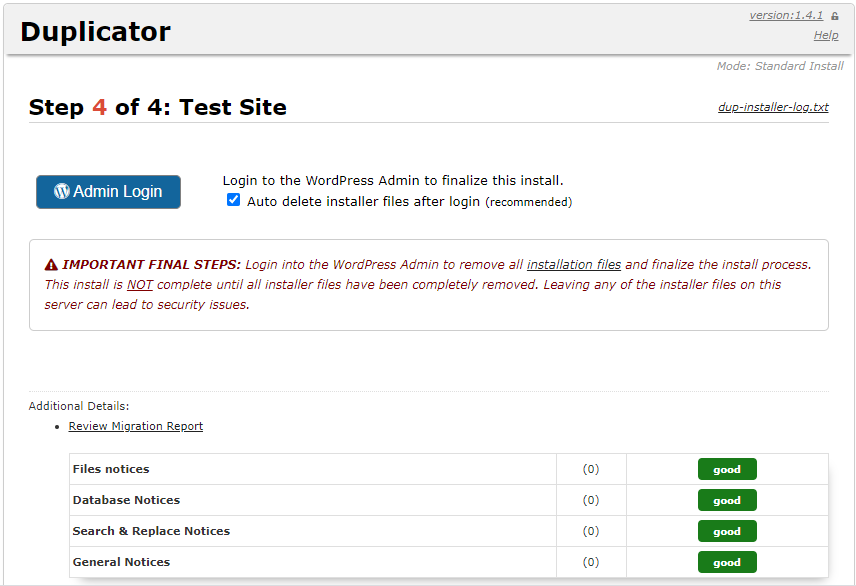 Duplicator
version:1.4.1
Help
Mode: Standard Install
Step 4 of 4: Test Site
dup-installer-log.txt
Admin Login
Login to the WordPress Admin to finalize this install.
Auto delete installer files after login (recommended)
IMPORTANT FINAL STEPS: Login into the WordPress Admin to remove all installation files and finalize the install process.
This install is NOT complete until all installer files have been completely removed. Leaving any of the installer files on this
server can lead to security issues.
Additional Details:
• Review Migration Report
Files notices (0) good
Database Notices (0) good
Search & Replace Notices (0) good
General Notices (0) good